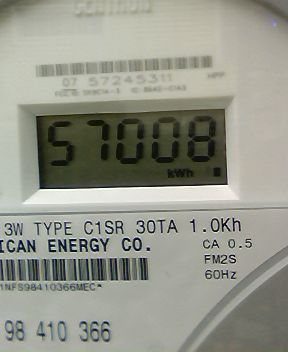 07 57245311
57008
kWh
3W TYPE C1SR 30TA 1.0Kh
ICAN ENERGY CO.
CA 0.5
FM2S
60Hz
1NFS98410366MEC*
98 410 366